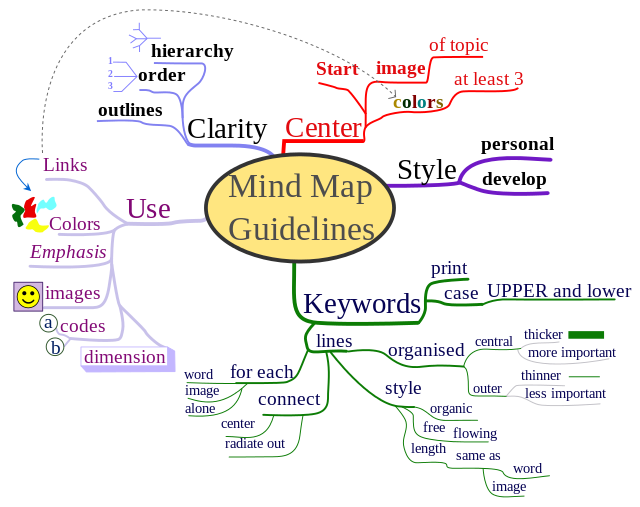 Mind Map
Guidelines
Clarity
hierarchy
order
1
2
3
outlines
Center
Start
image
of topic
colors
at least 3
Style
personal
develop
Use
Links
Colors
Emphasis
images
codes
a
b
dimension
Keywords
print
case
UPPER and lower
lines
organised
central
thicker
more important
outer
thinner
less important
style
organic
free
flowing
length
same as
word
image
for each
word
image
alone
connect
center
radiate out